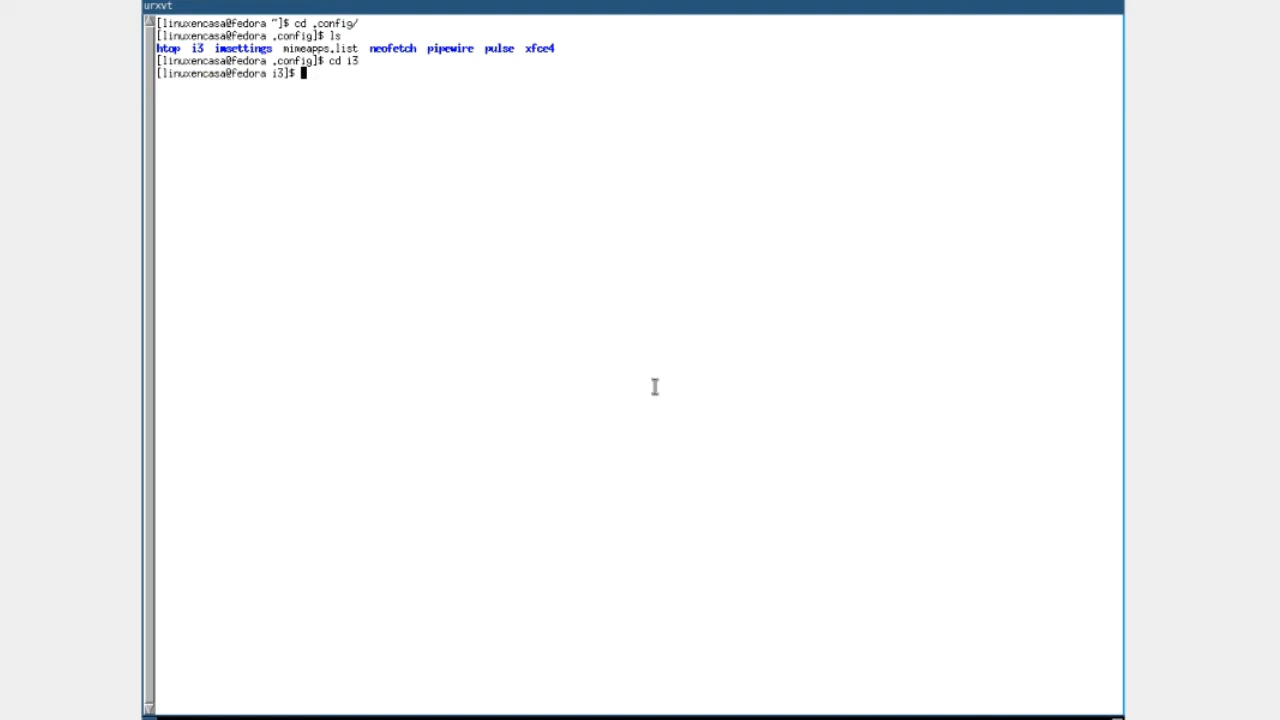 urxvt
[linuxencasa@fedora ~]$ cd .config/
[linuxencasa@fedora .config]$ ls
htop i3 imsettings mimeapps.list neofetch pipewire pulse xfce4
[linuxencasa@fedora .config]$ cd i3
[linuxencasa@fedora i3]$